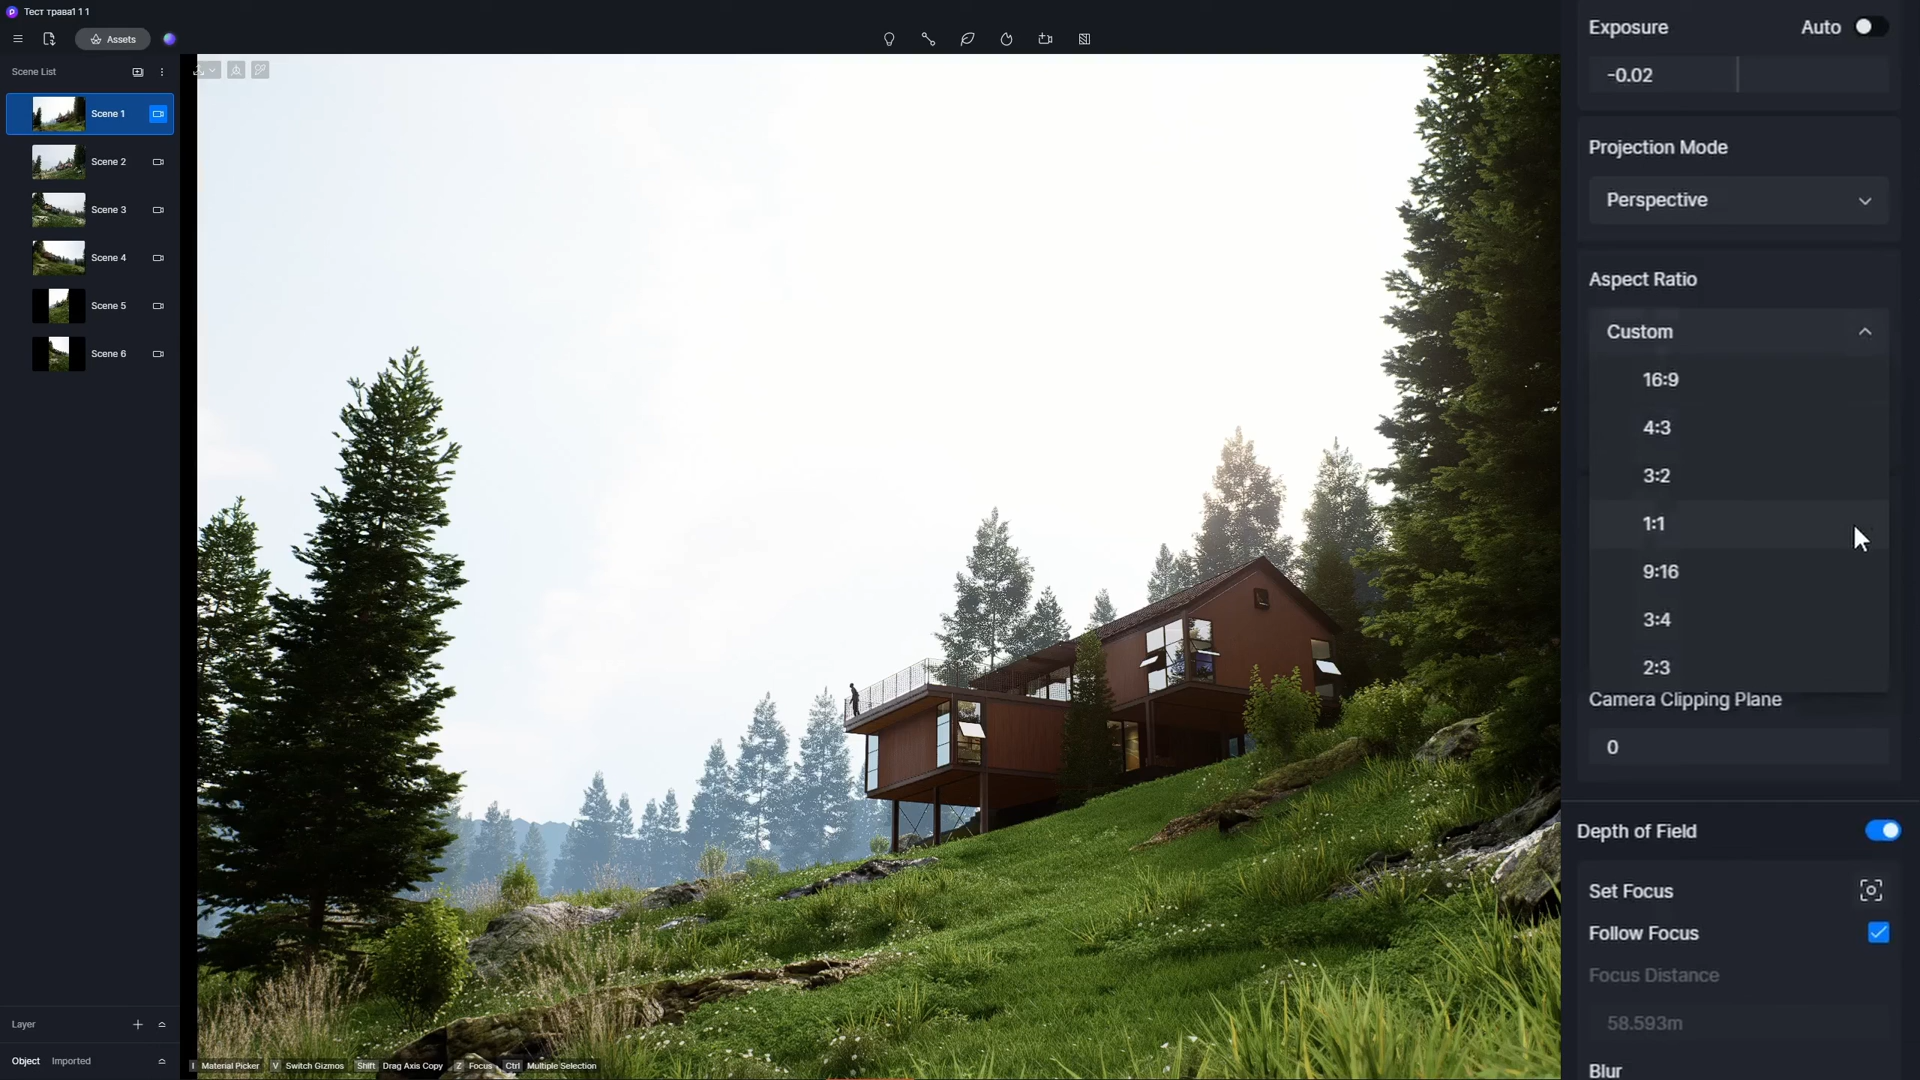 Тест трава1 1 1
Assets
Scene List
Scene 1
Scene 2
Scene 3
Scene 4
Scene 5
Scene 6
Layer
Object Imported
I Material Picker V Switch Gizmos Shift Drag Axis Copy Z Focus Ctrl Multiple Selection
Exposure Auto
-0.02
Projection Mode
Perspective
Aspect Ratio
Custom
16:9
4:3
3:2
1:1
9:16
3:4
2:3
Camera Clipping Plane
0
Depth of Field
Set Focus
Follow Focus
Focus Distance
58.593m
Blur